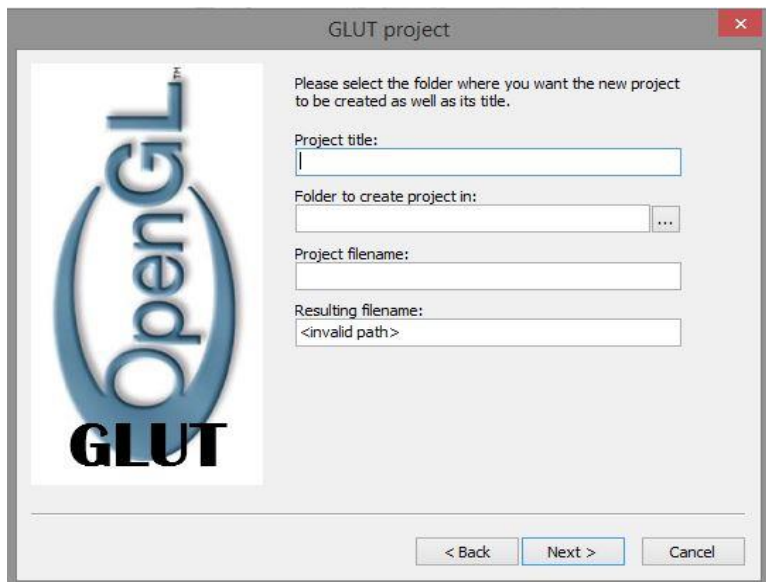 GLUT project
OpenGL™
GLUT
Please select the folder where you want the new project
to be created as well as its title.
Project title:
Folder to create project in:
...
Project filename:
Resulting filename:
<invalid path>
< Back
Next >
Cancel